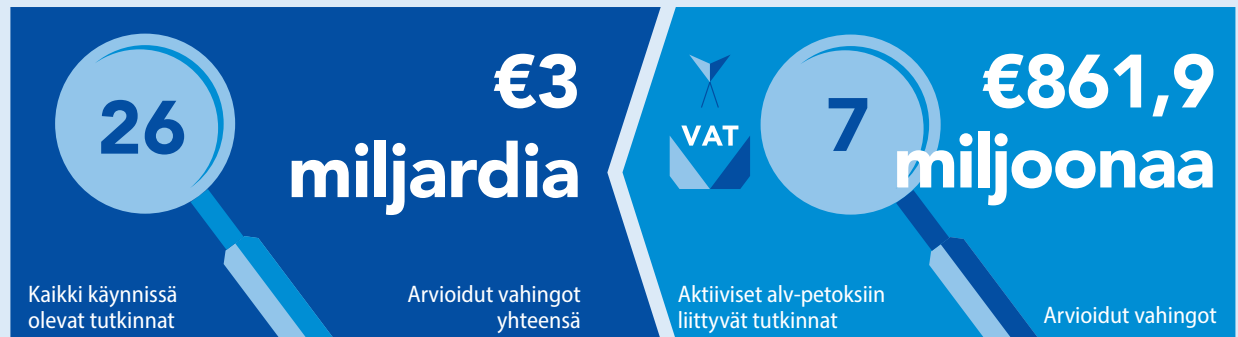 26
€3
miljardia
Kaikki käynnissä
olevat tutkinnat
Arvioidut vahingot
yhteensä
VAT
7
€861,9
miljoonaa
Aktiiviset alv-petoksiin
liittyvät tutkinnat
Arvioidut vahingot